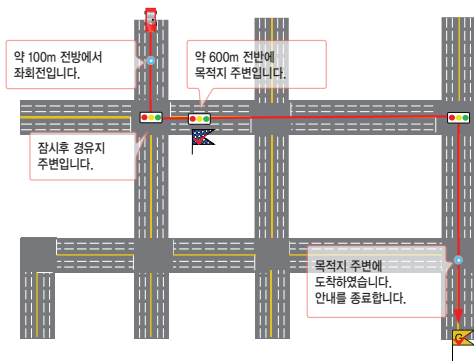 약 100m 전방에서
좌회전입니다.
약 600m 전반에
목적지 주변입니다.
잠시후 경유지
주변입니다.
목적지 주변에
도착하였습니다.
안내를 종료합니다.
G